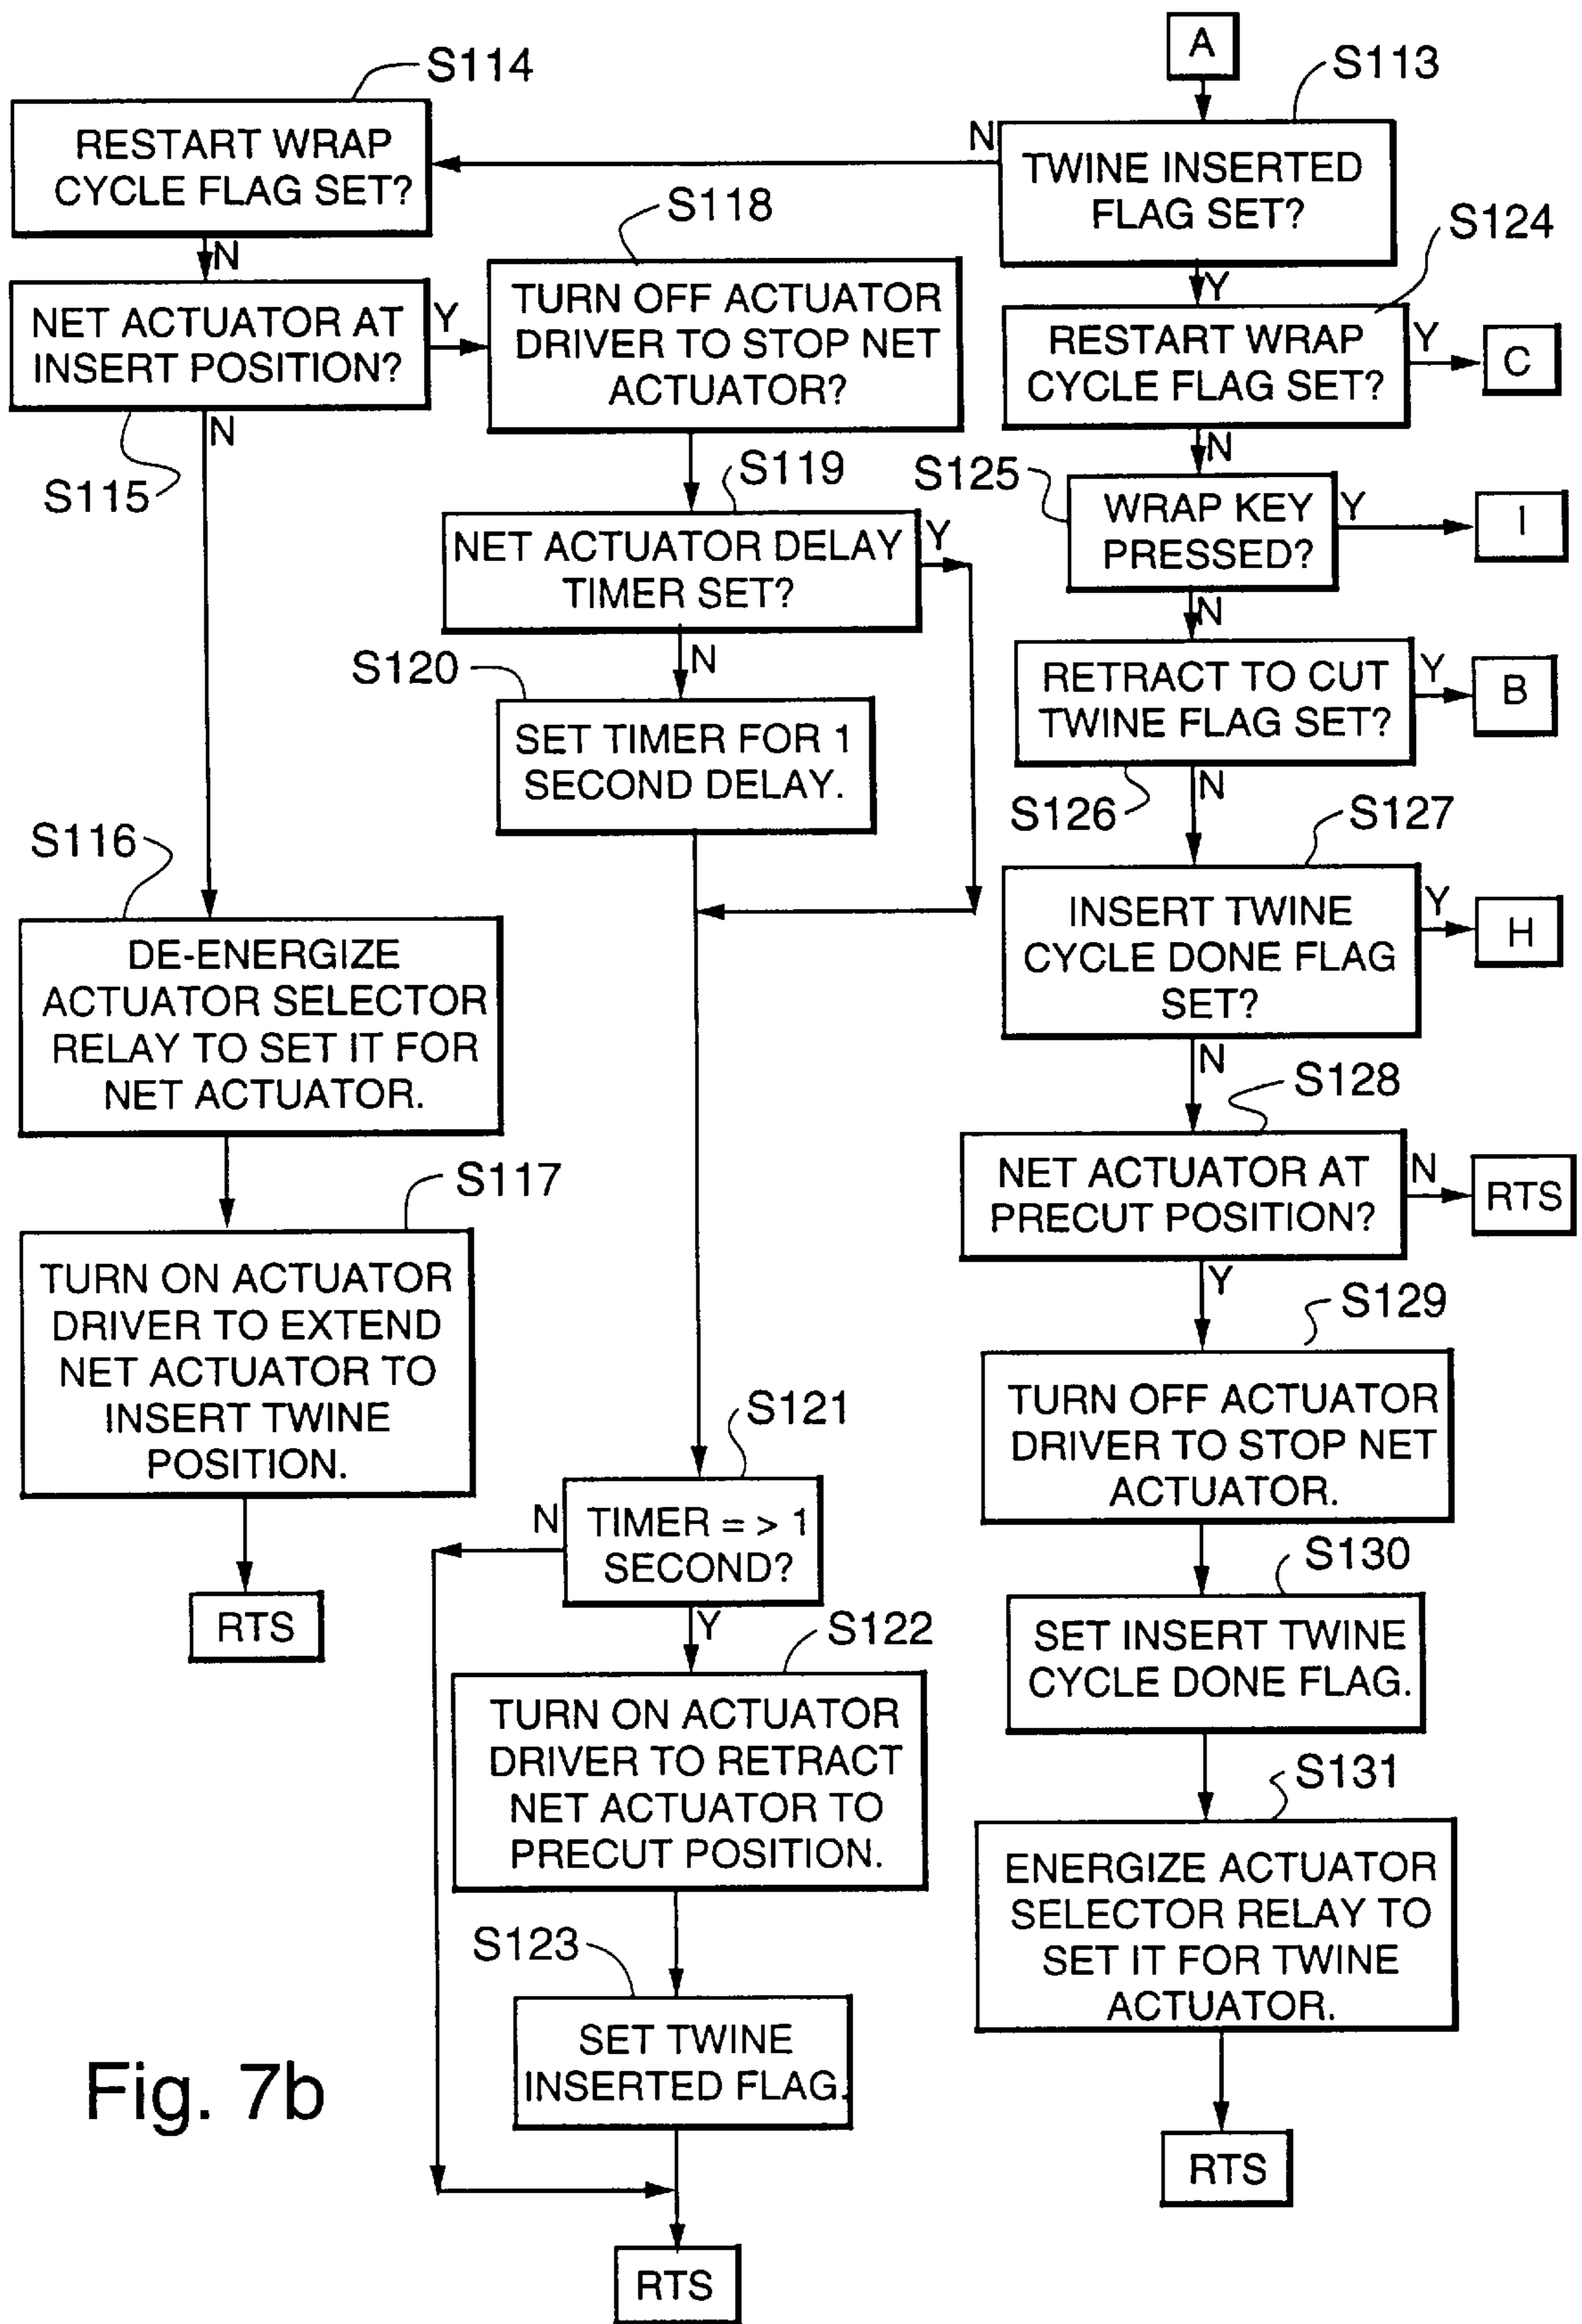 A
S113
TWINE INSERTED
FLAG SET?
N
Y
S114
RESTART WRAP
CYCLE FLAG SET?
N
NET ACTUATOR AT
INSERT POSITION?
Y
N
S115
S116
DE-ENERGIZE
ACTUATOR SELECTOR
RELAY TO SET IT FOR
NET ACTUATOR.
S117
TURN ON ACTUATOR
DRIVER TO EXTEND
NET ACTUATOR TO
INSERT TWINE
POSITION.
RTS
S118
TURN OFF ACTUATOR
DRIVER TO STOP NET
ACTUATOR?
S119
NET ACTUATOR DELAY
TIMER SET?
Y
N
S120
SET TIMER FOR 1
SECOND DELAY.
S121
TIMER = > 1
SECOND?
N
Y
S122
TURN ON ACTUATOR
DRIVER TO RETRACT
NET ACTUATOR TO
PRECUT POSITION.
S123
SET TWINE
INSERTED FLAG.
RTS
S124
RESTART WRAP
CYCLE FLAG SET?
Y
C
N
S125
WRAP KEY
PRESSED?
Y
I
N
RETRACT TO CUT
TWINE FLAG SET?
Y
B
S126
N
S127
INSERT TWINE
CYCLE DONE FLAG
SET?
Y
H
N
S128
NET ACTUATOR AT
PRECUT POSITION?
N
RTS
Y
S129
TURN OFF ACTUATOR
DRIVER TO STOP NET
ACTUATOR.
S130
SET INSERT TWINE
CYCLE DONE FLAG.
S131
ENERGIZE ACTUATOR
SELECTOR RELAY TO
SET IT FOR TWINE
ACTUATOR.
RTS
Fig. 7b